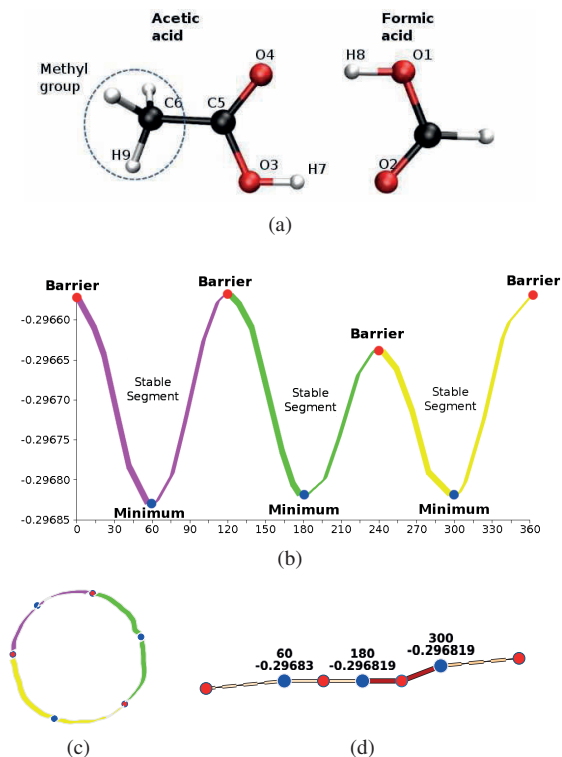 Acetic
acid
Formic
acid
Methyl
group
O4
H8
O1
C6
C5
H9
O3
H7
O2
(a)
Barrier
Barrier
Barrier
Barrier
-0.29660
-0.29665
-0.29670
-0.29675
-0.29680
-0.29685
Stable
Segment
Stable
Segment
Stable
Segment
Minimum
Minimum
Minimum
0 30 60 90 120 150 180 210 240 270 300 330 360
(b)
60
-0.29683
180
-0.296819
300
-0.296819
(c)
(d)